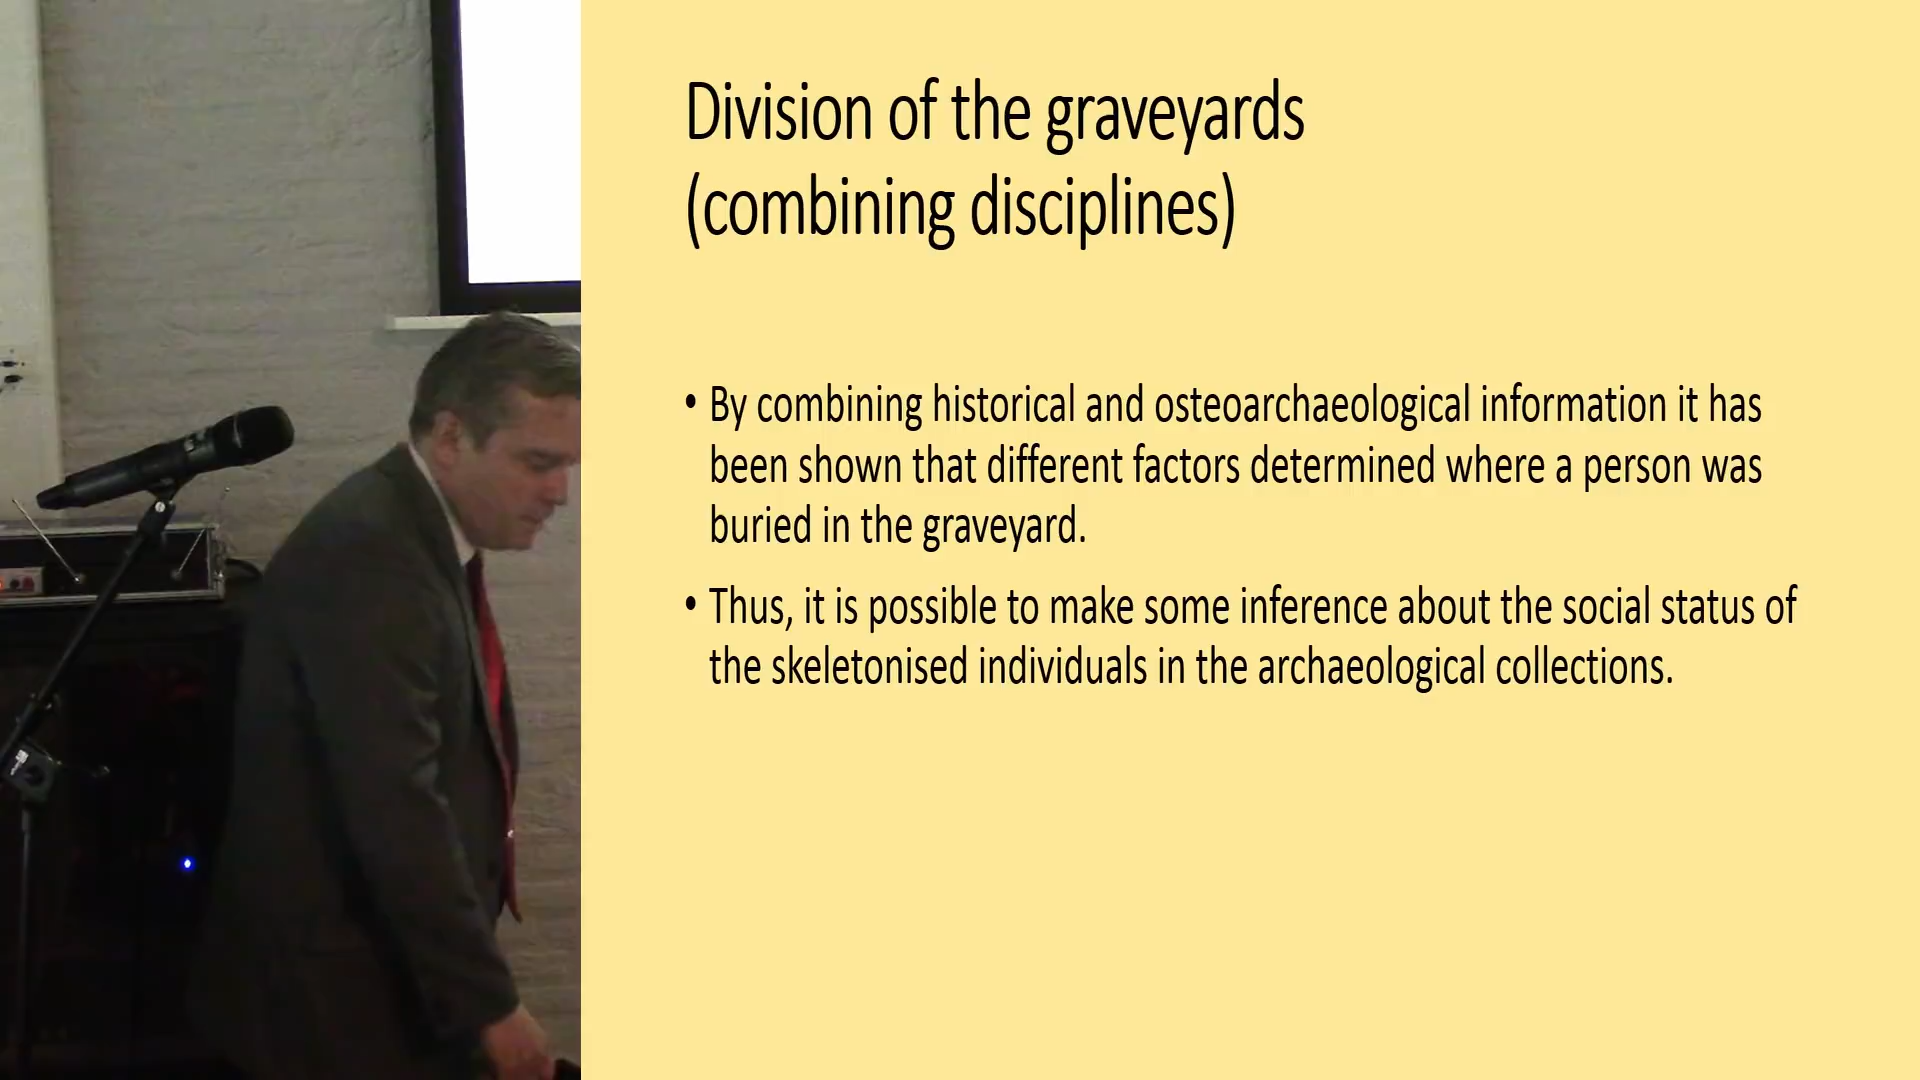 Division of the graveyards
(combining disciplines)
• By combining historical and osteoarchaeological information it has
been shown that different factors determined where a person was
buried in the graveyard.
• Thus, it is possible to make some inference about the social status of
the skeletonised individuals in the archaeological collections.